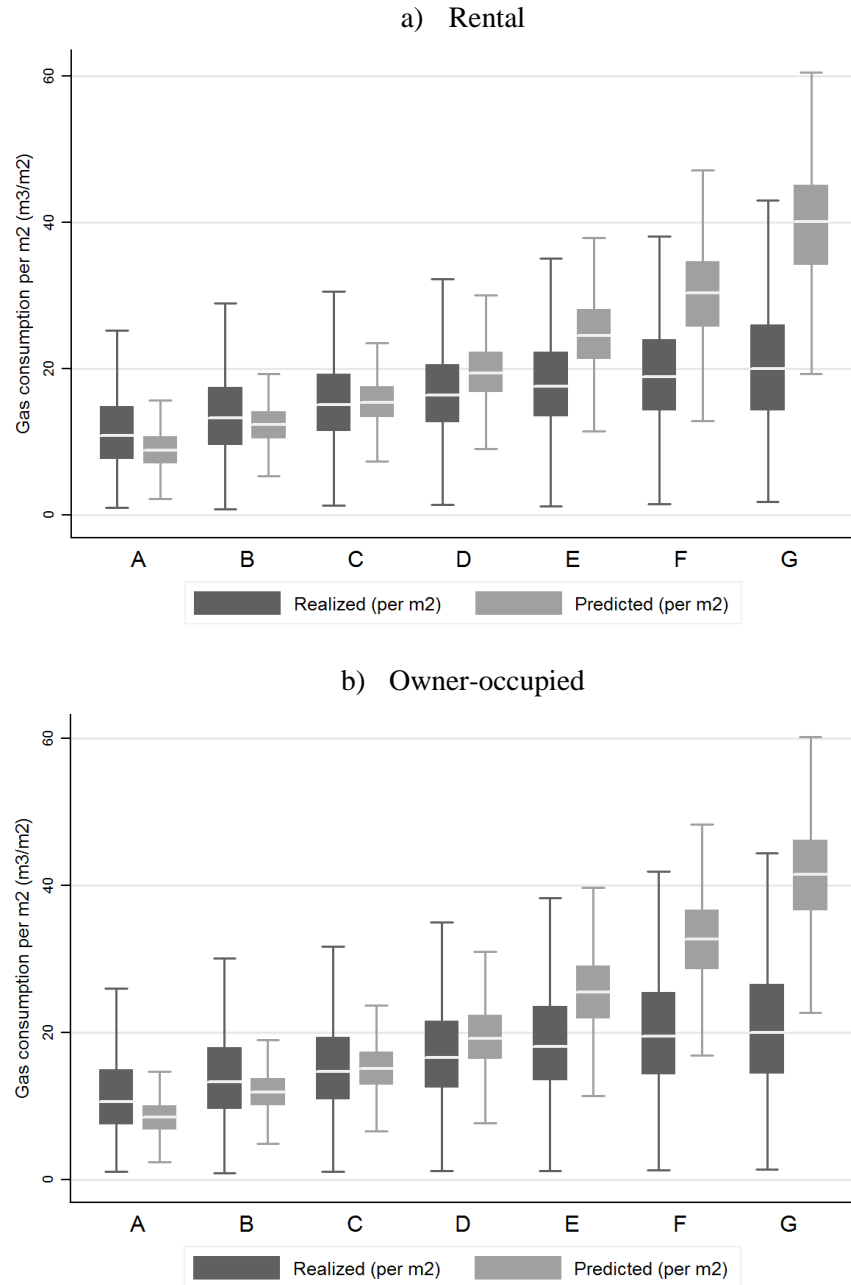 a) Rental
Gas consumption per m2 (m3/m2)
60
40
20
0
A B C D E F G
Realized (per m2) Predicted (per m2)
b) Owner-occupied
Gas consumption per m2 (m3/m2)
60
40
20
0
A B C D E F G
Realized (per m2) Predicted (per m2)